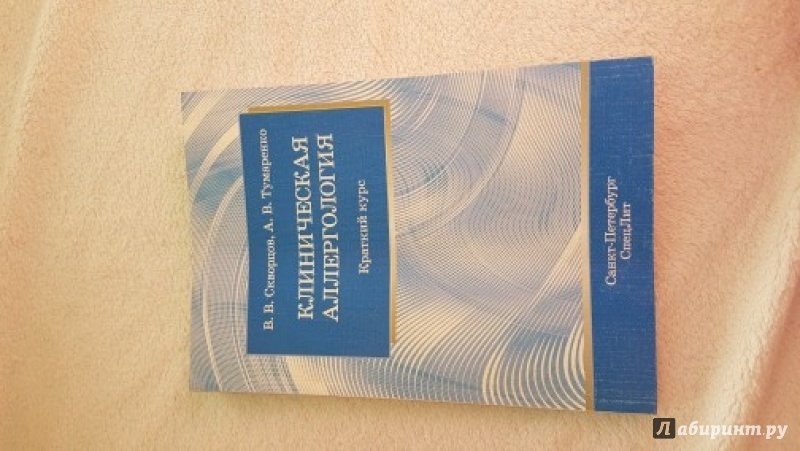 В. В. Скворцов, А. В. Тумаренко
КЛИНИЧЕСКАЯ
АЛЛЕРГОЛОГИЯ
Краткий курс
Санкт-Петербург
СпецЛит
Лабиринт.ру